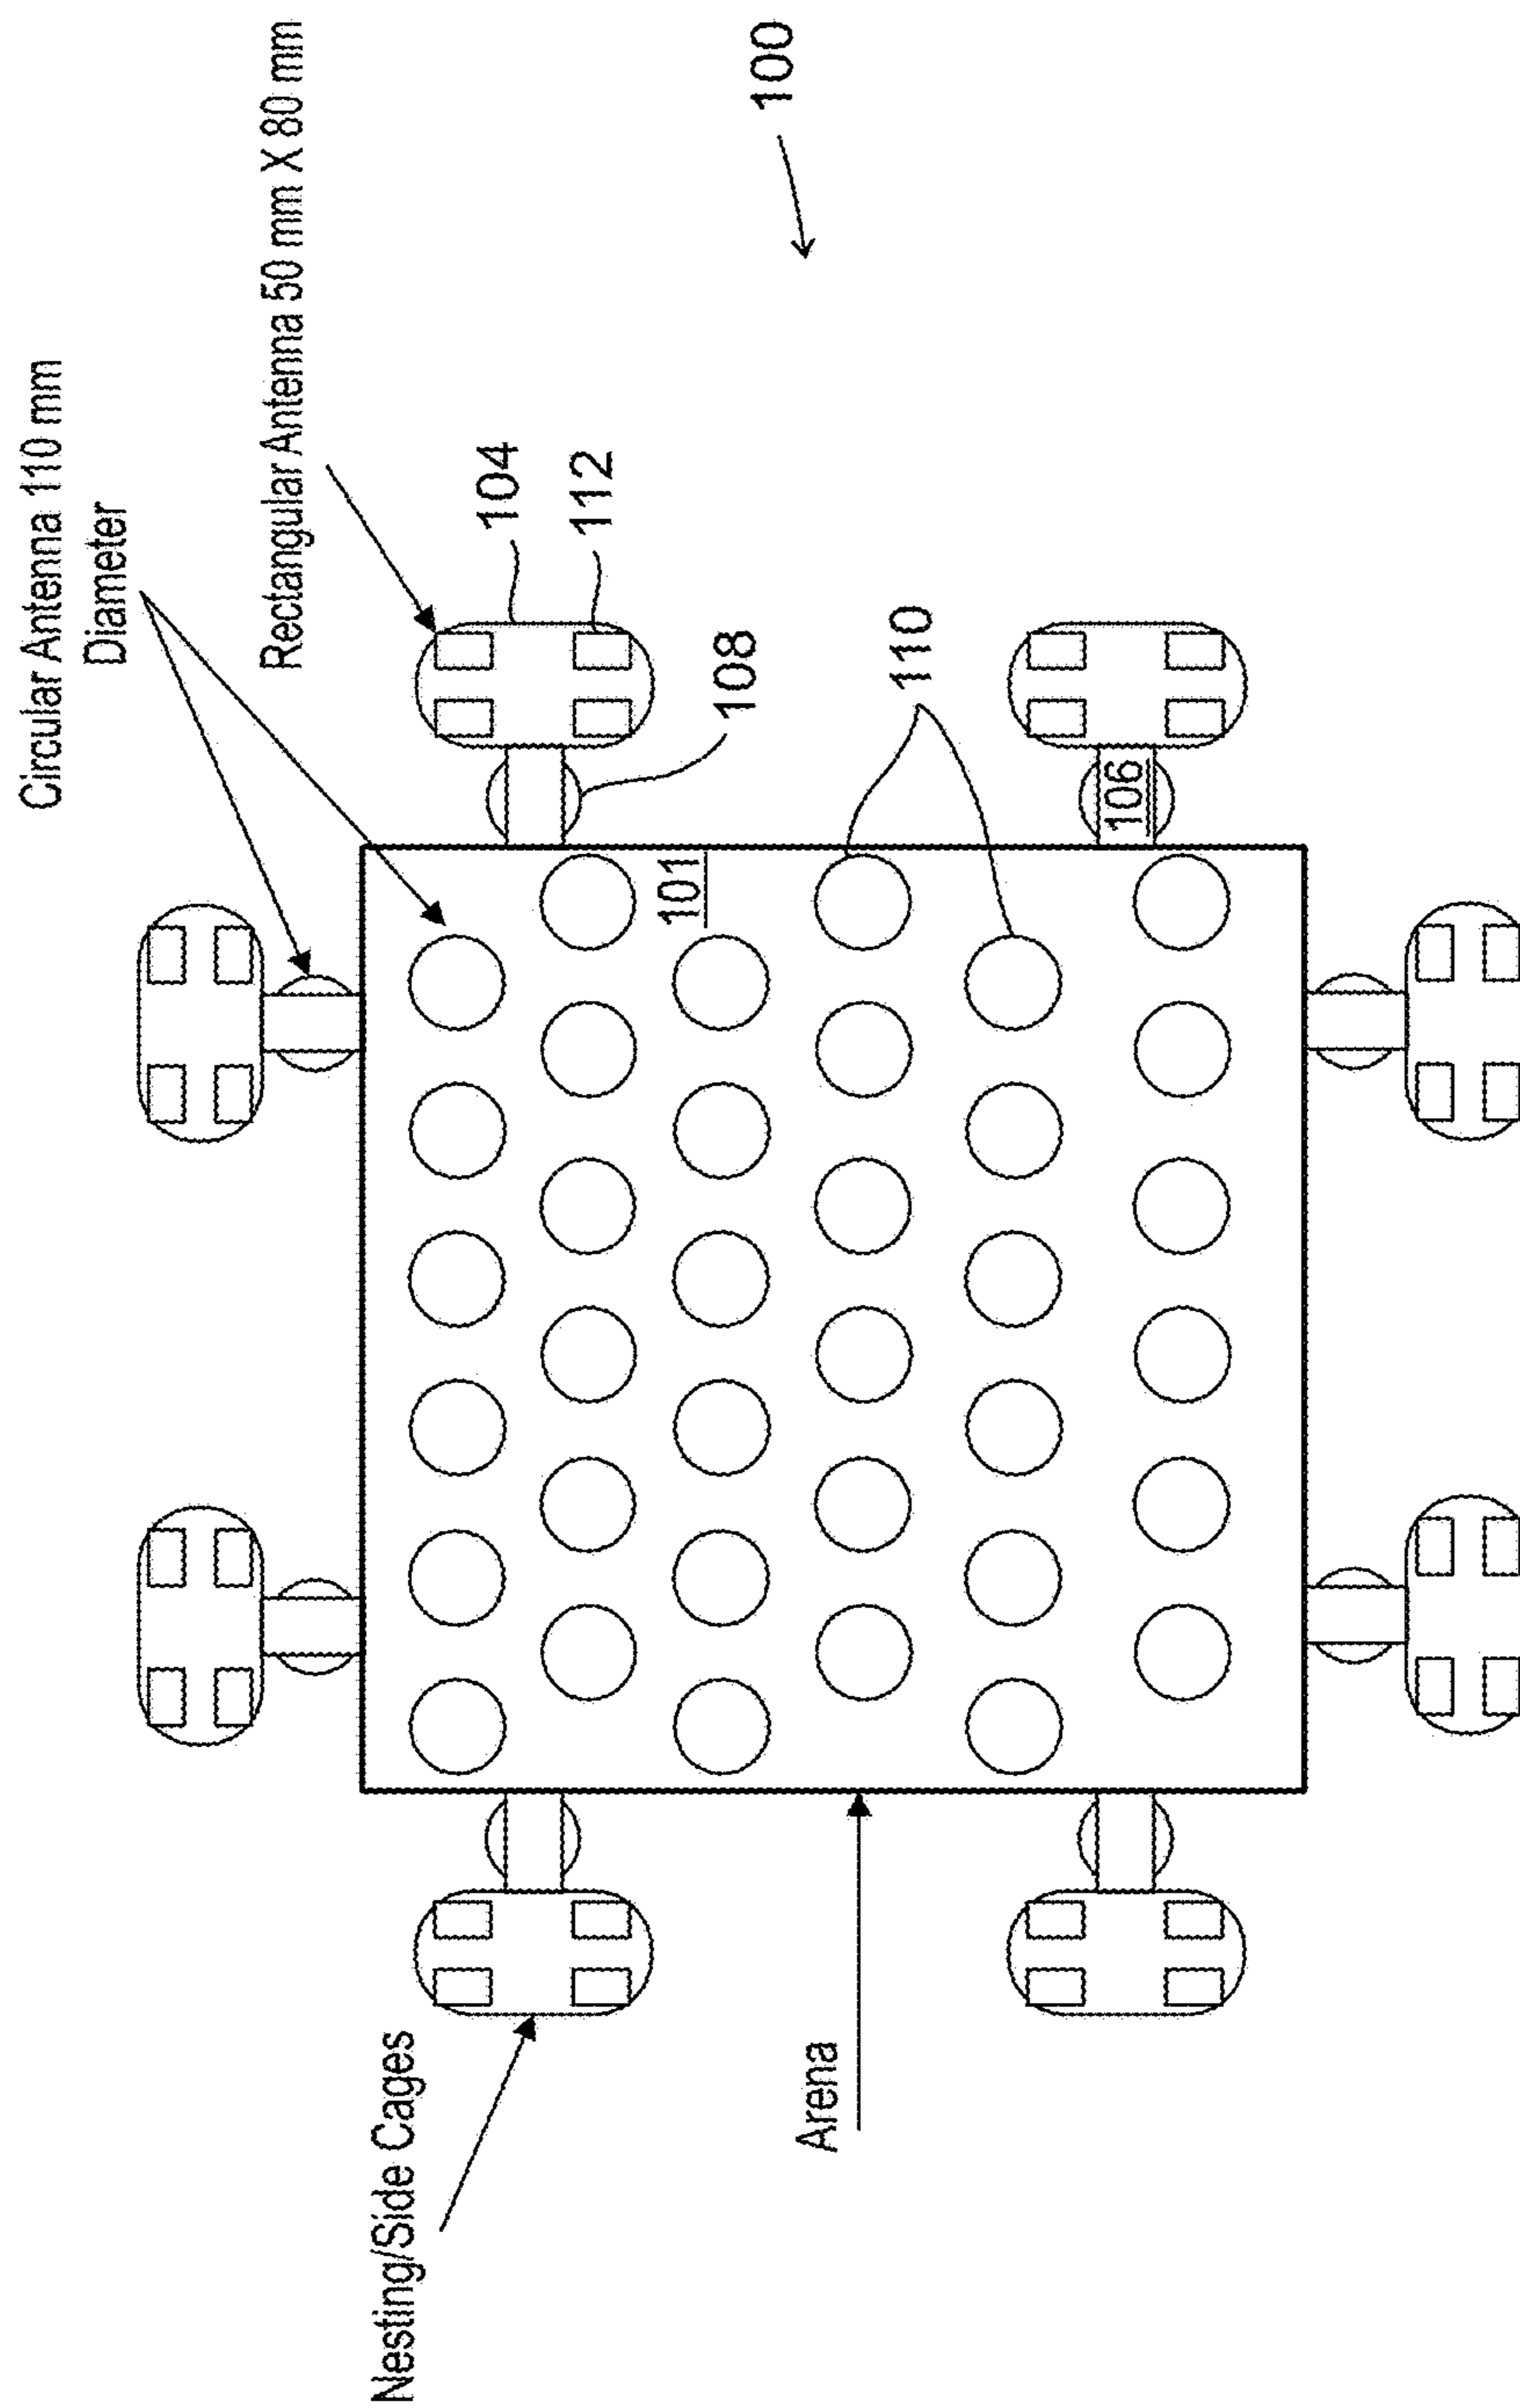 Circular Antenna 110 mm
Diameter
Rectangular Antenna 50 mm X 80 mm
104
112
108
110
100
101
106
Nesting/Side Cages
Arena